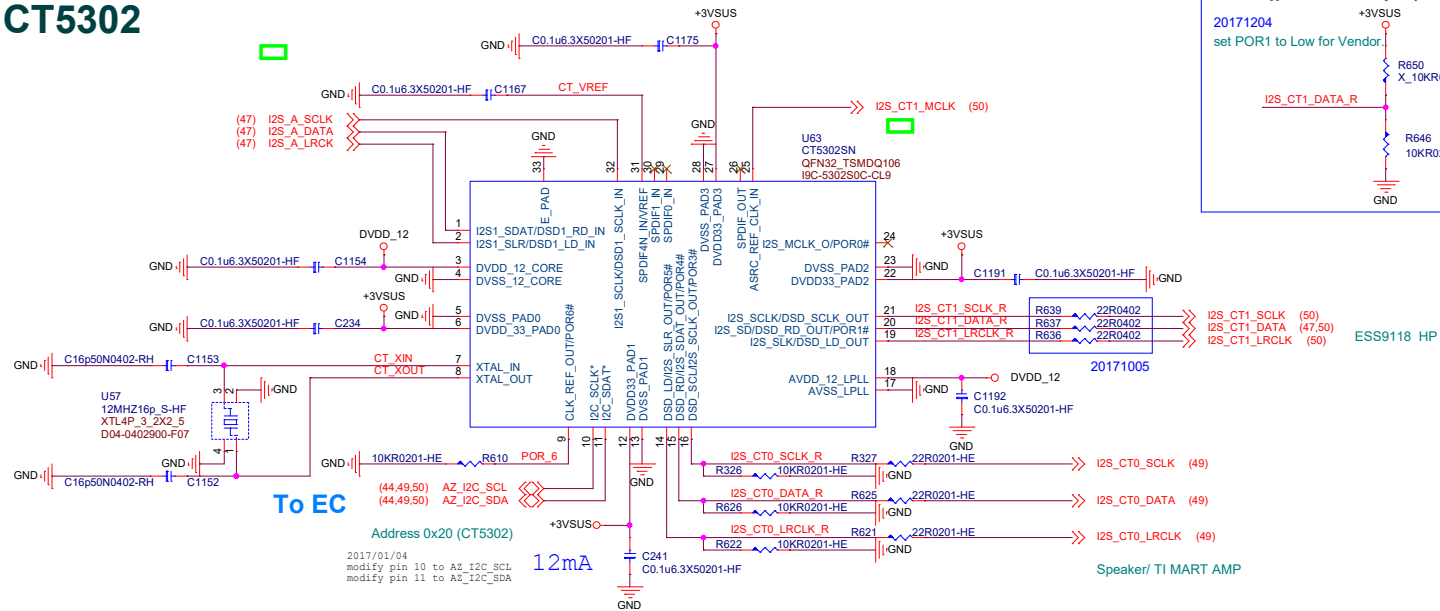 CT5302
+3VSUS
GND
C0.1u6.3X50201-HF
C1175
GND
C0.1u6.3X50201-HF
C1167
CT_VREF
(47) I2S_A_SCLK
(47) I2S_A_DATA
(47) I2S_A_LRCK
I2S_CT1_MCLK (50)
GND
GND
U63
CT5302SN
QFN32_TSMDQ106
I9C-5302S0C-CL9
33
32
31
30
29
28
27
26
25
E_PAD
I2S1_SCLK/DSD1_SCLK_IN
SPDIF4N_IN/VREF
SPDIF1_IN
SPDIF0_IN
DVSS_PAD3
DVDD33_PAD3
SPDIF_OUT
ASRC_REF_CLK_IN
1 I2S1_SDAT/DSD1_RD_IN
2 I2S1_SLR/DSD1_LD_IN
3 DVDD_12_CORE
4 DVSS_12_CORE
5 DVSS_PAD0
6 DVDD_33_PAD0
7 XTAL_IN
8 XTAL_OUT
I2S_MCLK_O/POR0# 24
DVSS_PAD2 23
DVDD33_PAD2 22
I2S_SCLK/DSD_SCLK_OUT 21
I2S_SD/DSD_RD_OUT/POR1# 20
I2S_SLK/DSD_LD_OUT 19
AVDD_12_LPLL 18
AVSS_LPLL 17
CLK_REF_OUT/POR6#
I2C_SCLK*
I2C_SDAT*
DVDD33_PAD1
DVSS_PAD1
DSD_LD/I2S_SLR_OUT/POR5#
DSD_RD/I2S_SDAT_OUT/POR4#
DSD_SCL/I2S_SCLK_OUT/POR3#
9
10
11
12
13
14
15
16
DVDD_12
GND
C0.1u6.3X50201-HF
C1154
GND
+3VSUS
GND
GND
C0.1u6.3X50201-HF
C234
GND
C16p50N0402-RH
C1153
CT_XIN
CT_XOUT
U57
12MHZ16p_S-HF
XTL4P_3_2X2_5
D04-0402900-F07
3
2
4
1
GND
GND
GND
C16p50N0402-RH
C1152
+3VSUS
GND
C1191
C0.1u6.3X50201-HF
GND
I2S_CT1_SCLK_R R639 22R0402 I2S_CT1_SCLK (50)
I2S_CT1_DATA_R R637 22R0402 I2S_CT1_DATA (47,50)
I2S_CT1_LRCLK_R R636 22R0402 I2S_CT1_LRCLK (50)
20171005
ESS9118 HP
DVDD_12
GND
C1192
C0.1u6.3X50201-HF
GND
GND
10KR0201-HE
R610
POR_6
To EC
(44,49,50) AZ_I2C_SCL
(44,49,50) AZ_I2C_SDA
Address 0x20 (CT5302)
2017/01/04
modify pin 10 to AZ_I2C_SCL
modify pin 11 to AZ_I2C_SDA
+3VSUS
12mA
GND
C241
C0.1u6.3X50201-HF
GND
I2S_CT0_SCLK_R R327 22R0201-HE I2S_CT0_SCLK (49)
R326 10KR0201-HE GND
I2S_CT0_DATA_R R625 22R0201-HE I2S_CT0_DATA (49)
R626 10KR0201-HE GND
I2S_CT0_LRCLK_R R621 22R0201-HE I2S_CT0_LRCLK (49)
R622 10KR0201-HE GND
Speaker/ TI MART AMP
20171204
set POR1 to Low for Vendor.
+3VSUS
R650
X_10KR
I2S_CT1_DATA_R
R646
10KR0
GND